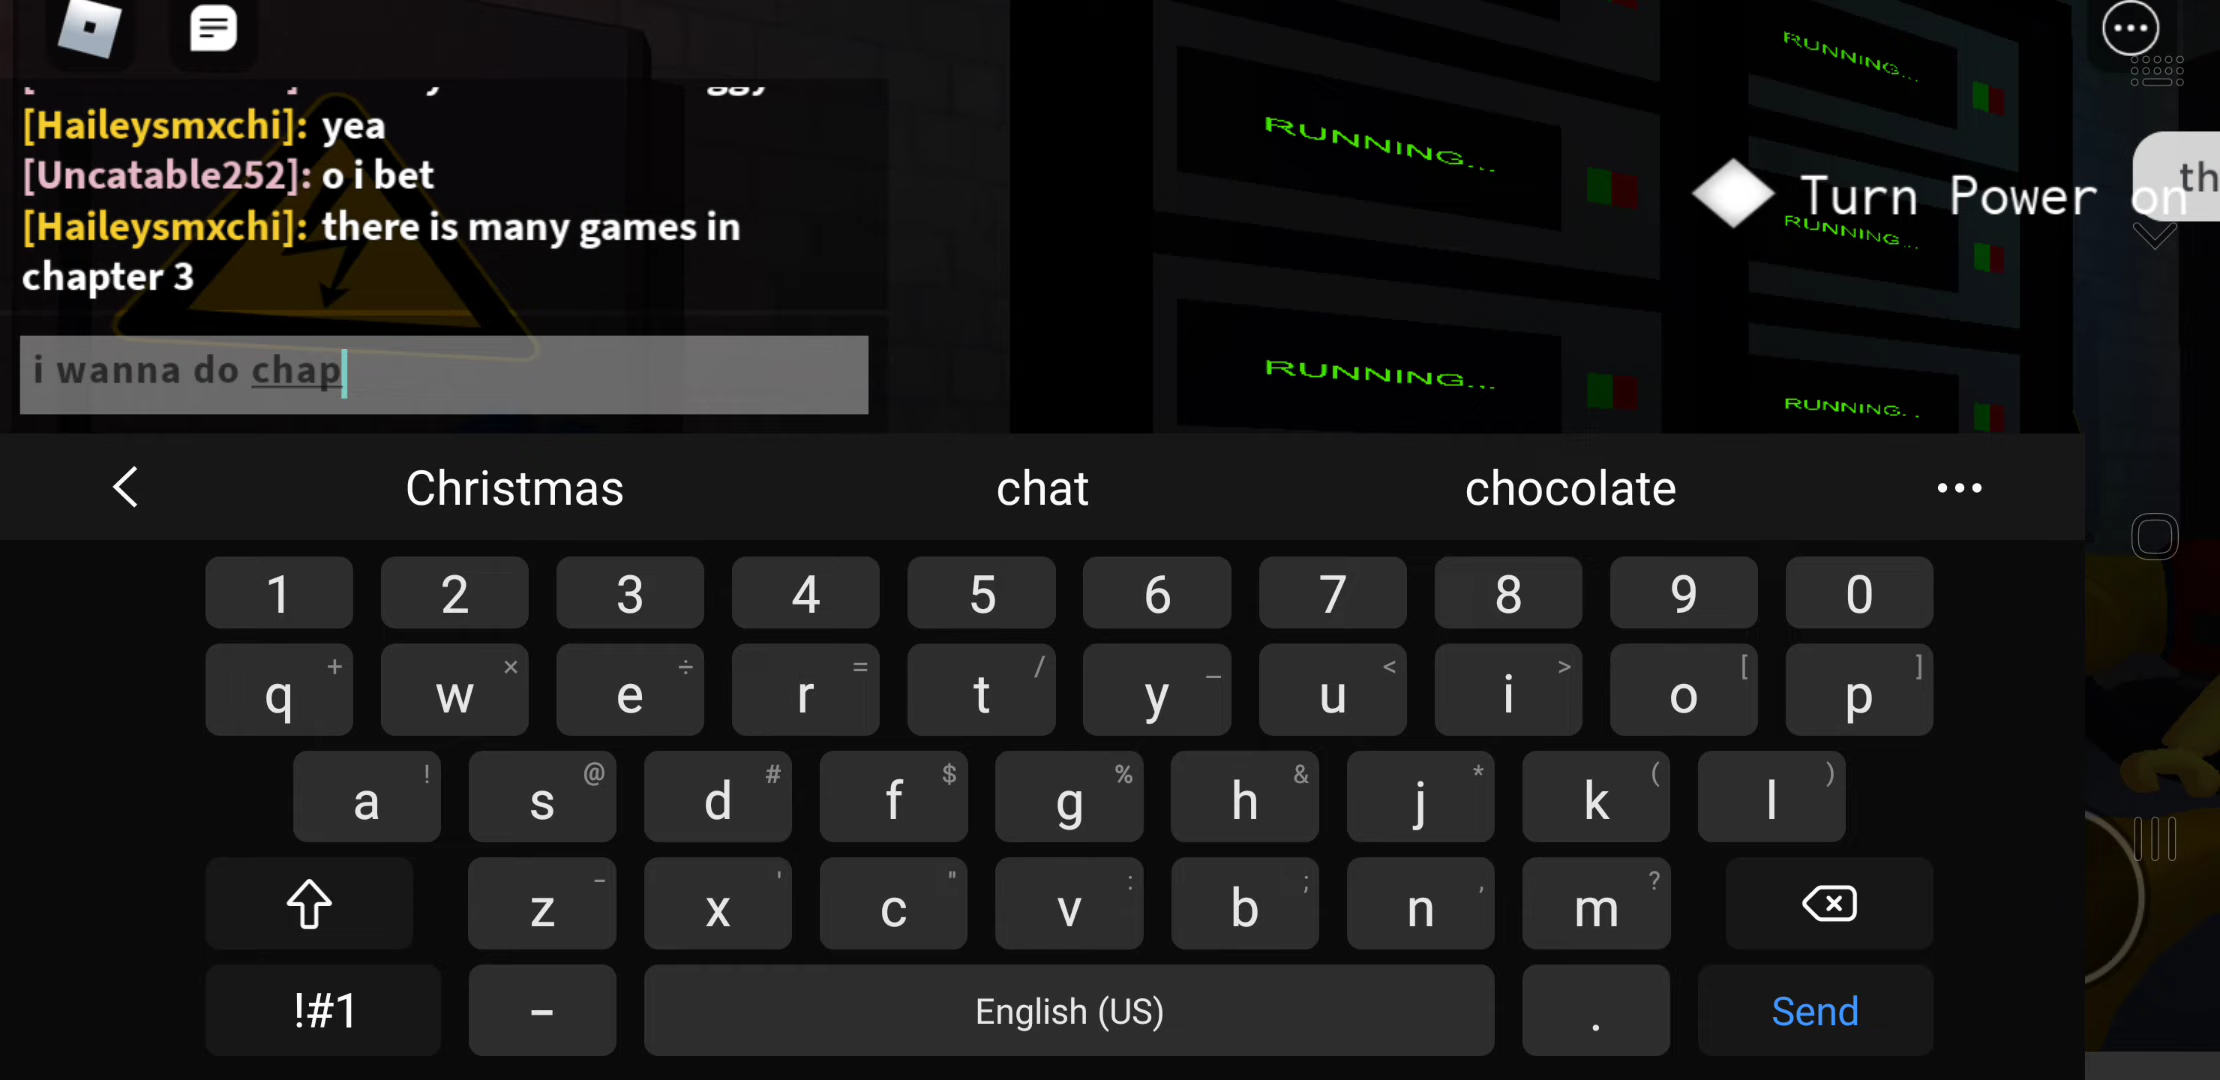 [Haileysmxchi]: yea
[Uncatable252]: o i bet
[Haileysmxchi]: there is many games in
chapter 3
i wanna do chap
RUNNING...
RUNNING...
RUNNING...
RUNNING...
RUNNING. .
Turn Power on
th
Christmas chat chocolate
1 2 3 4 5 6 7 8 9 0
+ × ÷ = / _ < > [ ]
q w e r t y u i o p
! @ # $ % & * ( )
a s d f g h j k l
- ' " : ; , ?
z x c v b n m
!#1 - English (US) . Send